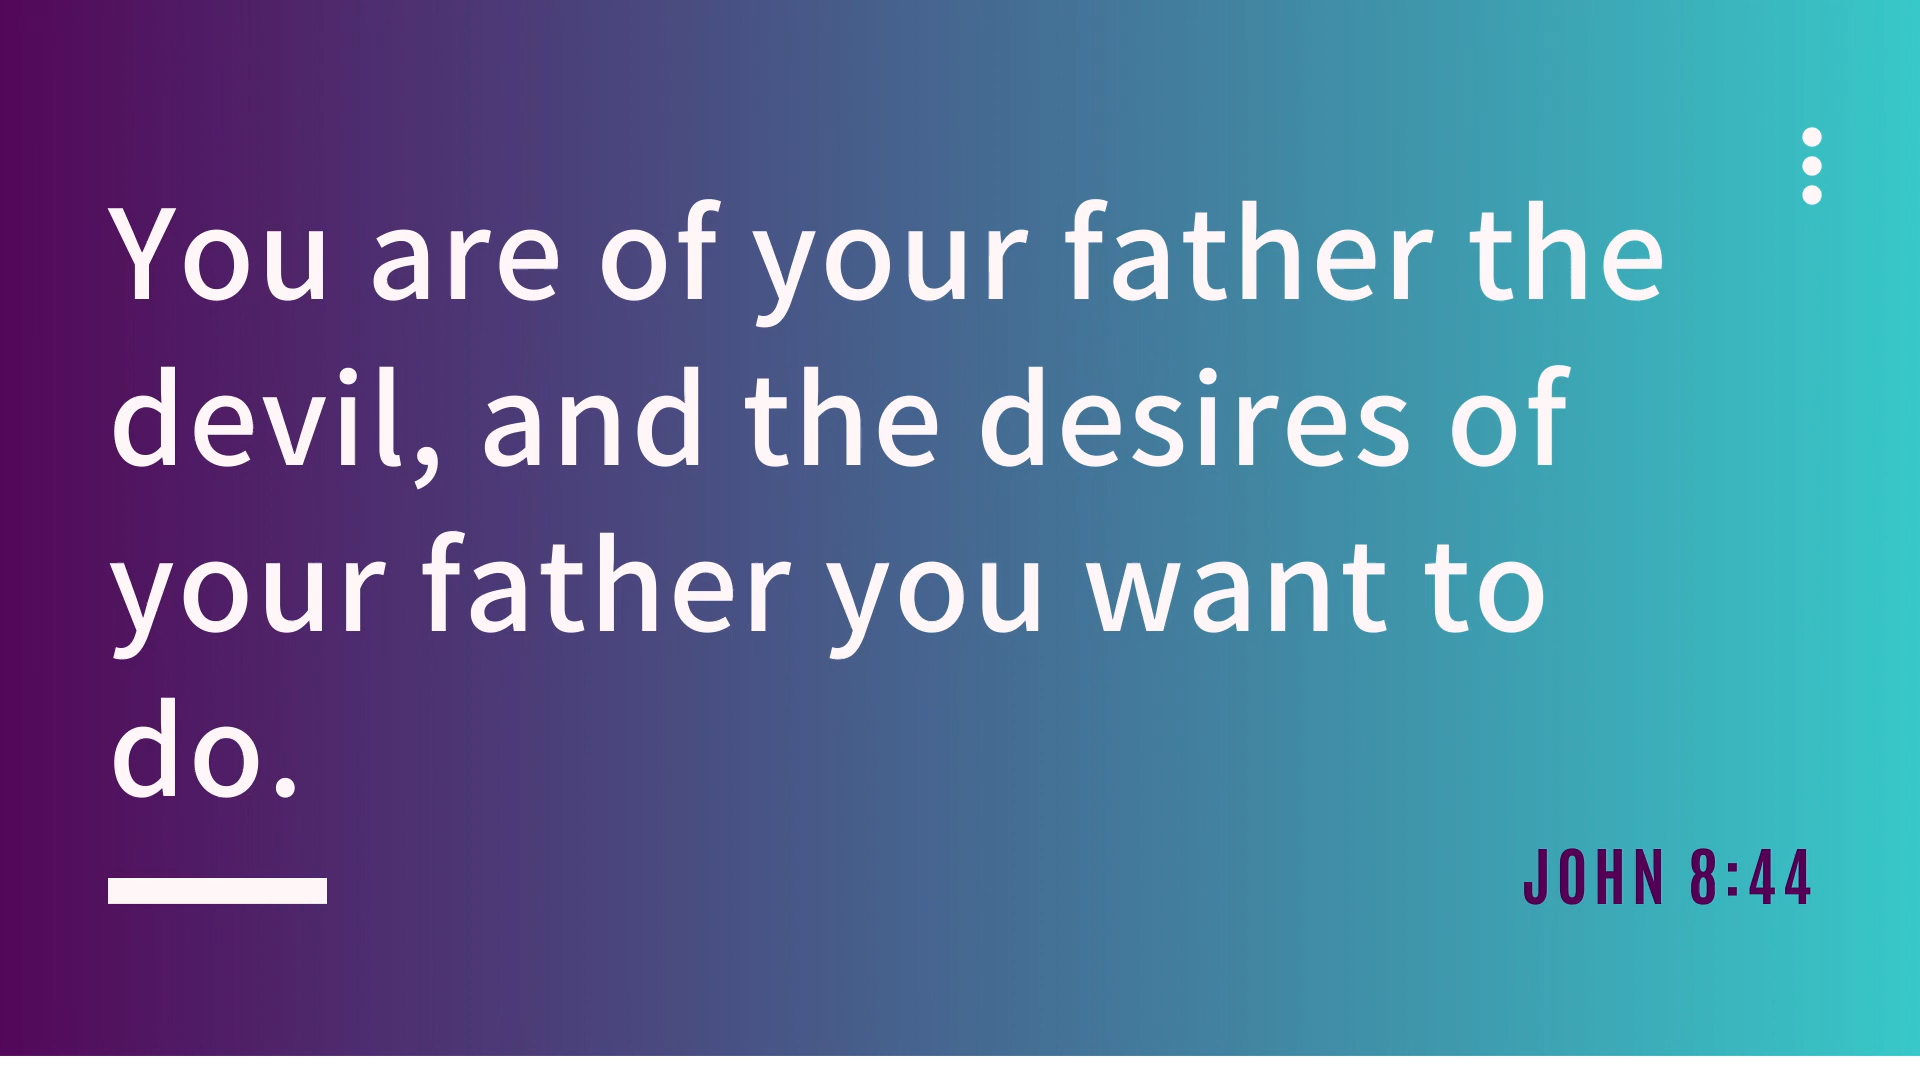 You are of your father the
devil, and the desires of
your father you want to
do.
JOHN 8:44